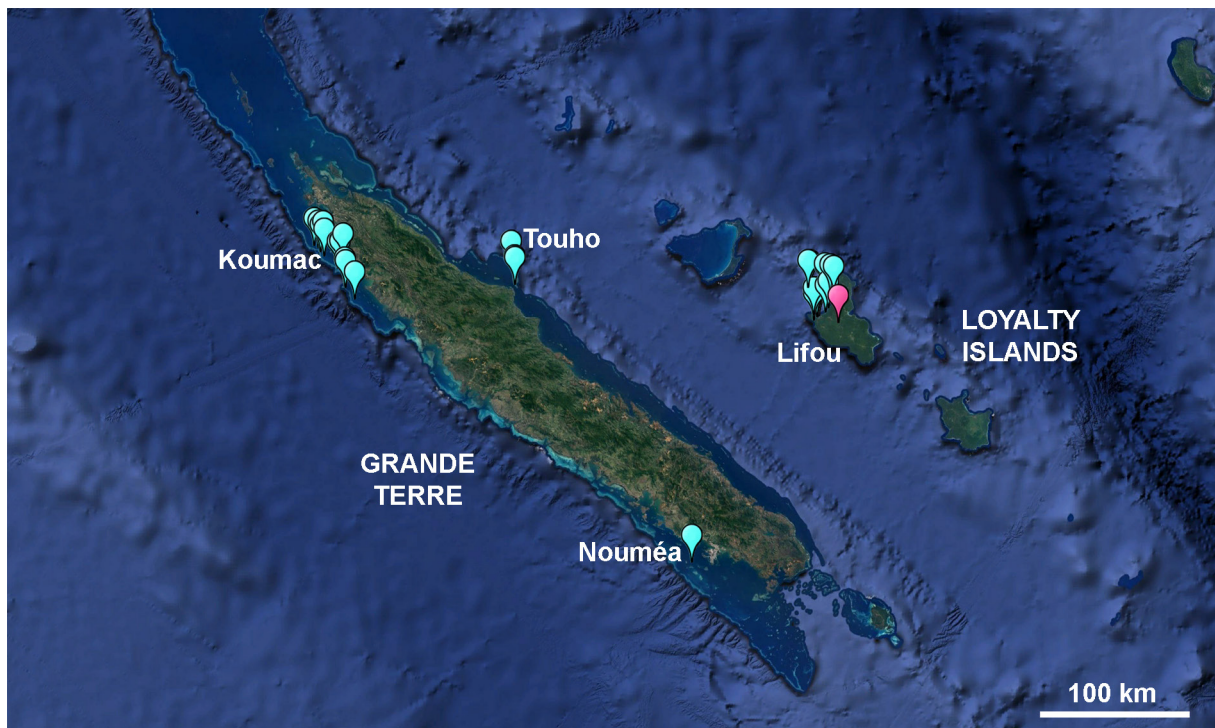 Touho
Koumac
LOYALTY
ISLANDS
Lifou
GRANDE
TERRE
Nouméa
100 km